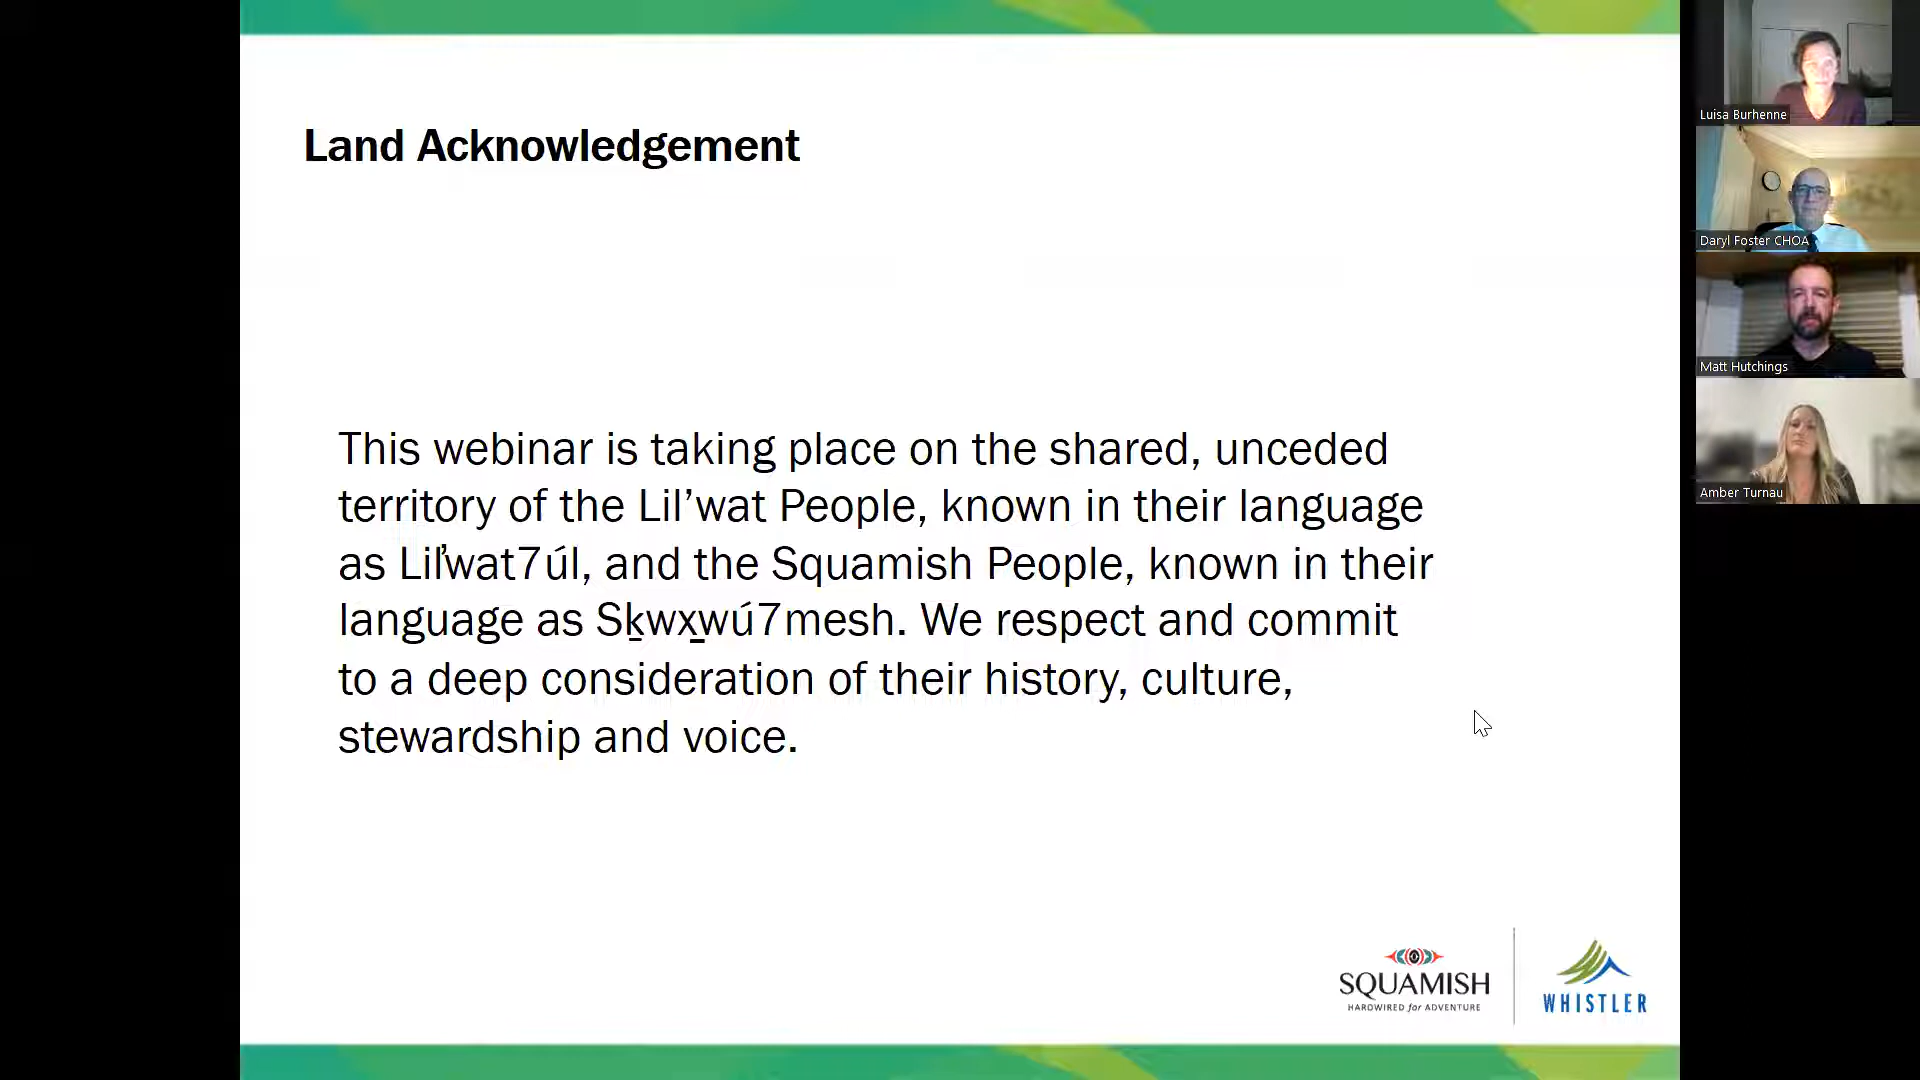 Land Acknowledgement
This webinar is taking place on the shared, unceded
territory of the Lil’wat People, known in their language
as Lil̓wat7úl, and the Squamish People, known in their
language as Sḵwx̱wú7mesh. We respect and commit
to a deep consideration of their history, culture,
stewardship and voice.
SQUAMISH
HARDWIRED for ADVENTURE
WHISTLER
Luisa Burhenne
Daryl Foster CHOA
Matt Hutchings
Amber Turnau